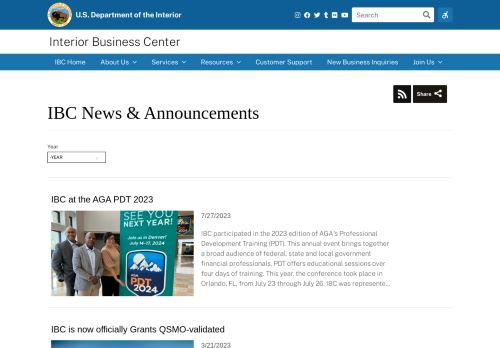 U.S. Department of the Interior
Search
Interior Business Center
IBC Home About Us Services Resources Customer Support New Business Inquiries Join Us
Share
IBC News & Announcements
Year
-YEAR
IBC at the AGA PDT 2023
SEE YOU
NEXT YEAR!
Join us in Denver!
July 14-17, 2024
AGA
PDT
2024
7/27/2023
IBC participated in the 2023 edition of AGA's Professional
Development Training (PDT). This annual event brings together
a broad audience of federal, state and local government
financial professionals. PDT offers educational sessions over
four days of training. This year, the conference took place in
Orlando, FL, from July 23 through July 26. IBC was represente...
IBC is now officially Grants QSMO-validated
3/21/2023